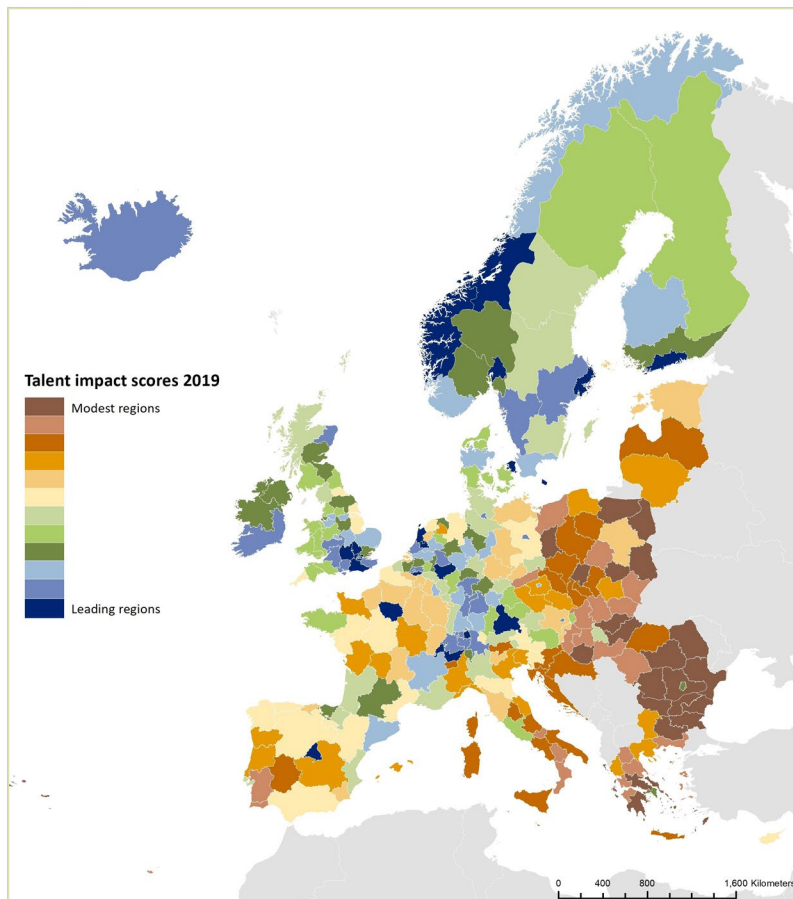 Talent impact scores 2019
Modest regions
Leading regions
0 400 800 1,600 Kilometers